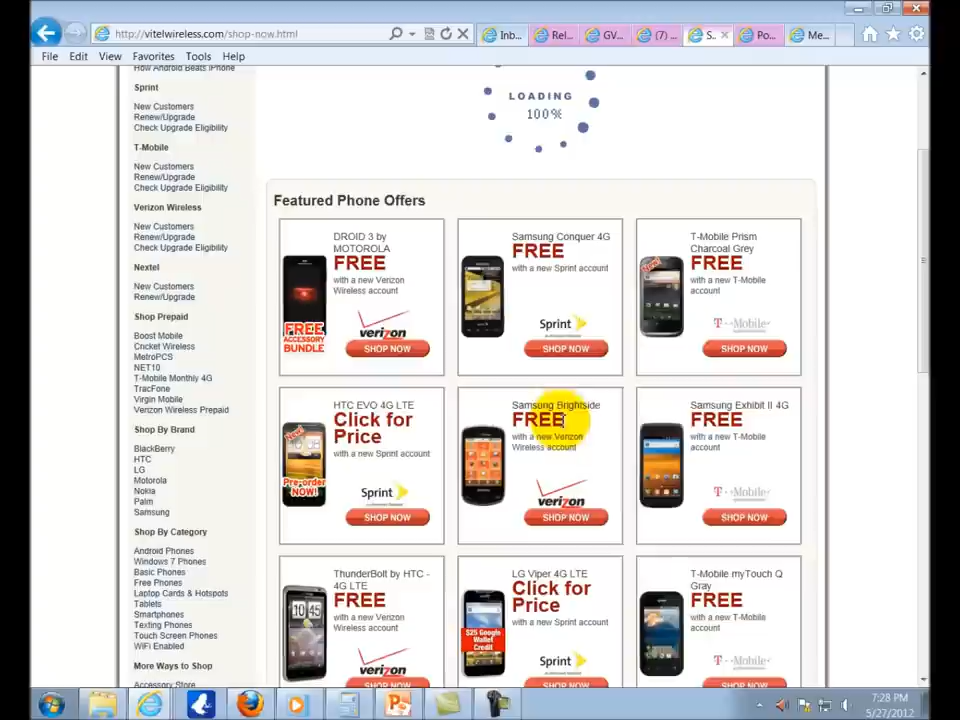 http://vitelwireless.com/shop-now.html
Inb...
Rel...
GV...
(7) ...
S...
Po...
Me...
File Edit View Favorites Tools Help
How Android Beats iPhone
Sprint
New Customers
Renew/Upgrade
Check Upgrade Eligibility
T-Mobile
New Customers
Renew/Upgrade
Check Upgrade Eligibility
Verizon Wireless
New Customers
Renew/Upgrade
Check Upgrade Eligibility
Nextel
New Customers
Renew/Upgrade
Shop Prepaid
Boost Mobile
Cricket Wireless
MetroPCS
NET10
T-Mobile Monthly 4G
TracFone
Virgin Mobile
Verizon Wireless Prepaid
Shop By Brand
BlackBerry
HTC
LG
Motorola
Nokia
Palm
Samsung
Shop By Category
Android Phones
Windows 7 Phones
Basic Phones
Free Phones
Laptop Cards & Hotspots
Tablets
Smartphones
Texting Phones
Touch Screen Phones
WiFi Enabled
More Ways to Shop
Accessory Store
LOADING
100%
Featured Phone Offers
DROID 3 by
MOTOROLA
FREE
with a new Verizon
Wireless account
FREE
ACCESSORY
BUNDLE
verizon
SHOP NOW
Samsung Conquer 4G
FREE
with a new Sprint account
Sprint
SHOP NOW
T-Mobile Prism
Charcoal Grey
FREE
with a new T-Mobile
account
New!
T··Mobile·
SHOP NOW
HTC EVO 4G LTE
Click for
Price
with a new Sprint account
New!
Pre-order
NOW!
Sprint
SHOP NOW
Samsung Brightside
FREE
with a new Verizon
Wireless account
verizon
SHOP NOW
Samsung Exhibit II 4G
FREE
with a new T-Mobile
account
T··Mobile·
SHOP NOW
ThunderBolt by HTC -
4G LTE
FREE
with a new Verizon
Wireless account
10:45
verizon
SHOP NOW
LG Viper 4G LTE
Click for
Price
with a new Sprint account
$25 Google
Wallet
Credit
Sprint
SHOP NOW
T-Mobile myTouch Q
Gray
FREE
with a new T-Mobile
account
T··Mobile·
SHOP NOW
7:28 PM
5/27/2012